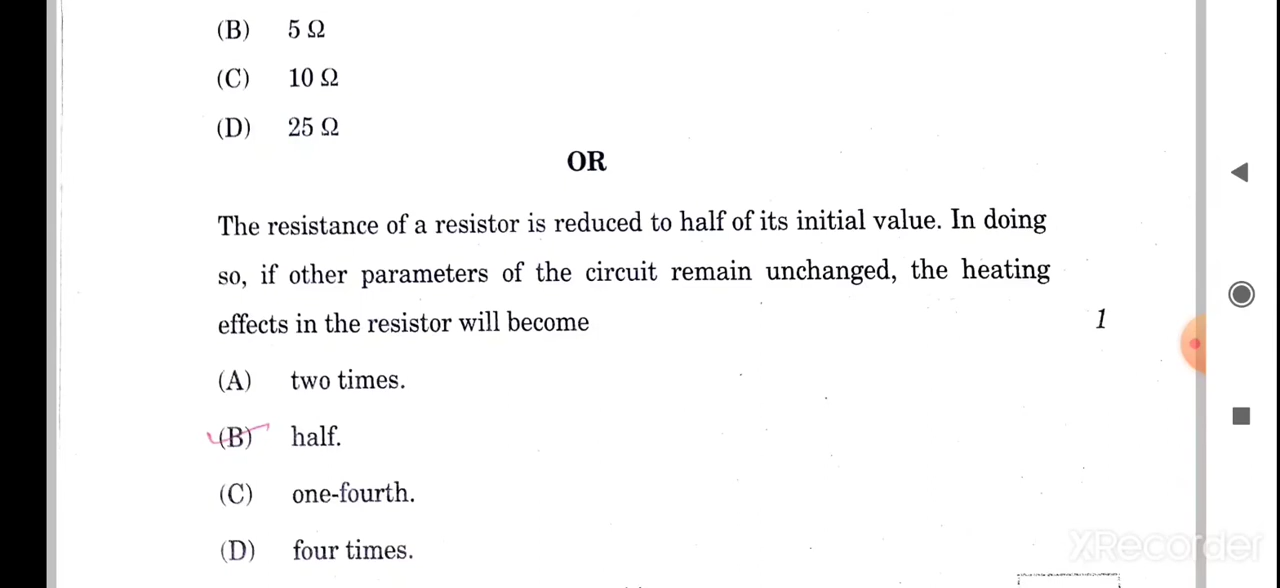 (B) 5 Ω
(C) 10 Ω
(D) 25 Ω
OR
The resistance of a resistor is reduced to half of its initial value. In doing
so, if other parameters of the circuit remain unchanged, the heating
effects in the resistor will become 1
(A) two times.
(B) half.
(C) one-fourth.
(D) four times.
XRecorder